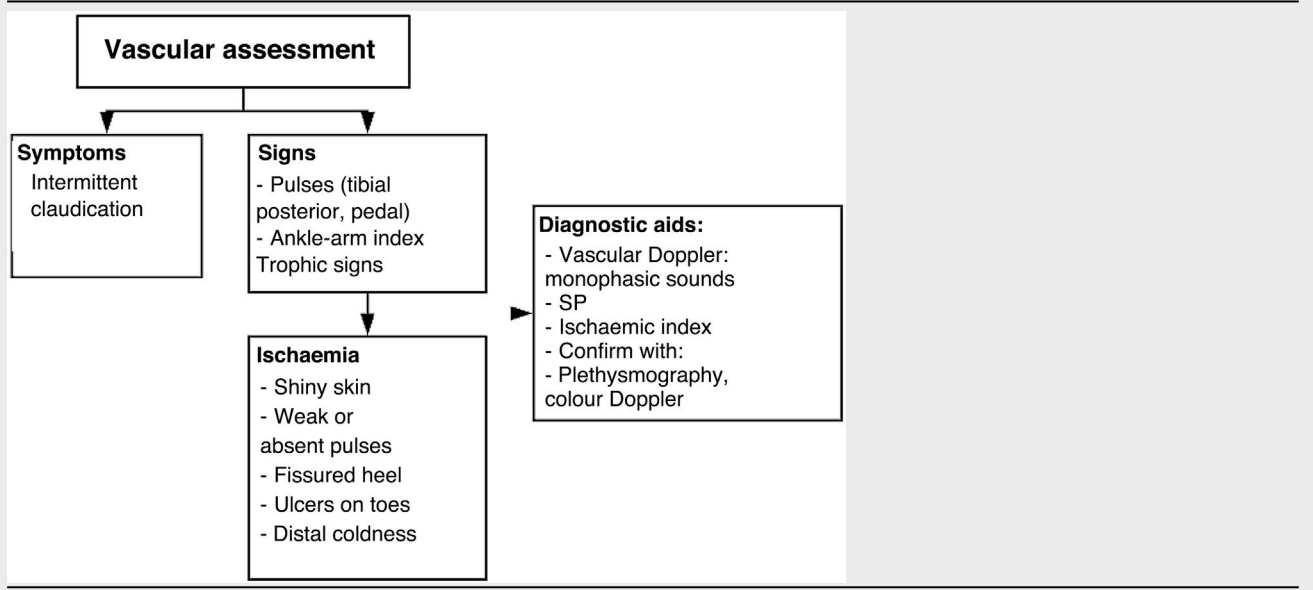 Vascular assessment
Symptoms
Intermittent
claudication
Signs
- Pulses (tibial
posterior, pedal)
- Ankle-arm index
Trophic signs
Diagnostic aids:
- Vascular Doppler:
monophasic sounds
- SP
- Ischaemic index
- Confirm with:
- Plethysmography,
colour Doppler
Ischaemia
- Shiny skin
- Weak or
absent pulses
- Fissured heel
- Ulcers on toes
- Distal coldness